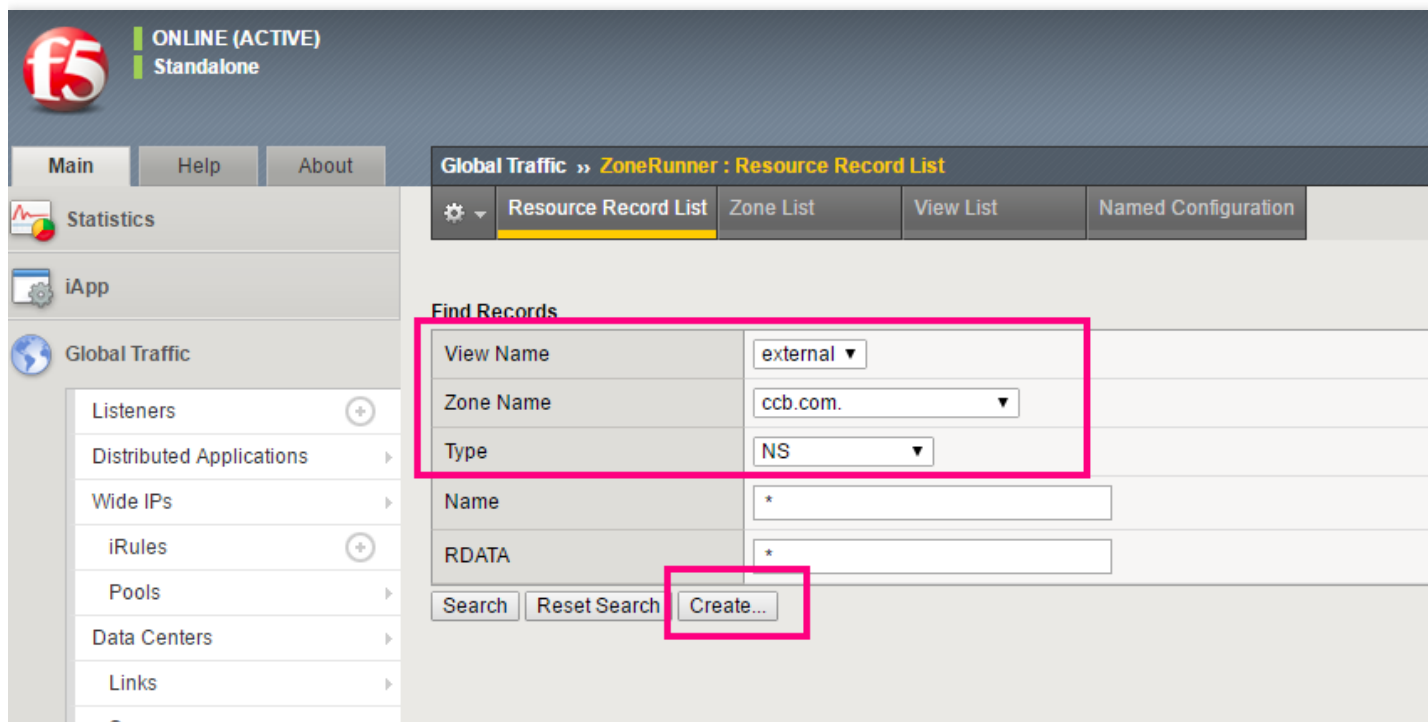 f5
ONLINE (ACTIVE)
Standalone
Main Help About
Statistics
iApp
Global Traffic
Listeners
Distributed Applications
Wide IPs
iRules
Pools
Data Centers
Links
Global Traffic ›› ZoneRunner : Resource Record List
Resource Record List Zone List View List Named Configuration
Find Records
View Name external
Zone Name ccb.com.
Type NS
Name *
RDATA *
Search Reset Search Create...